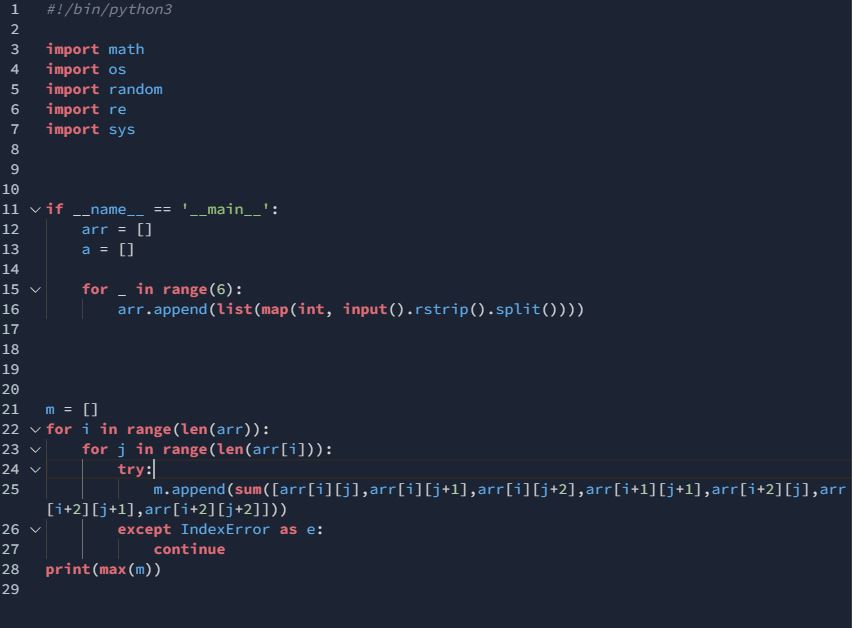 1 #!/bin/python3
2
3 import math
4 import os
5 import random
6 import re
7 import sys
8
9
10
11 if __name__ == '__main__':
12     arr = []
13     a = []
14
15     for _ in range(6):
16         arr.append(list(map(int, input().rstrip().split())))
17
18
19
20
21 m = []
22 for i in range(len(arr)):
23     for j in range(len(arr[i])):
24         try:
25             m.append(sum([arr[i][j],arr[i][j+1],arr[i][j+2],arr[i+1][j+1],arr[i+2][j],arr
[i+2][j+1],arr[i+2][j+2]]))
26         except IndexError as e:
27             continue
28 print(max(m))
29